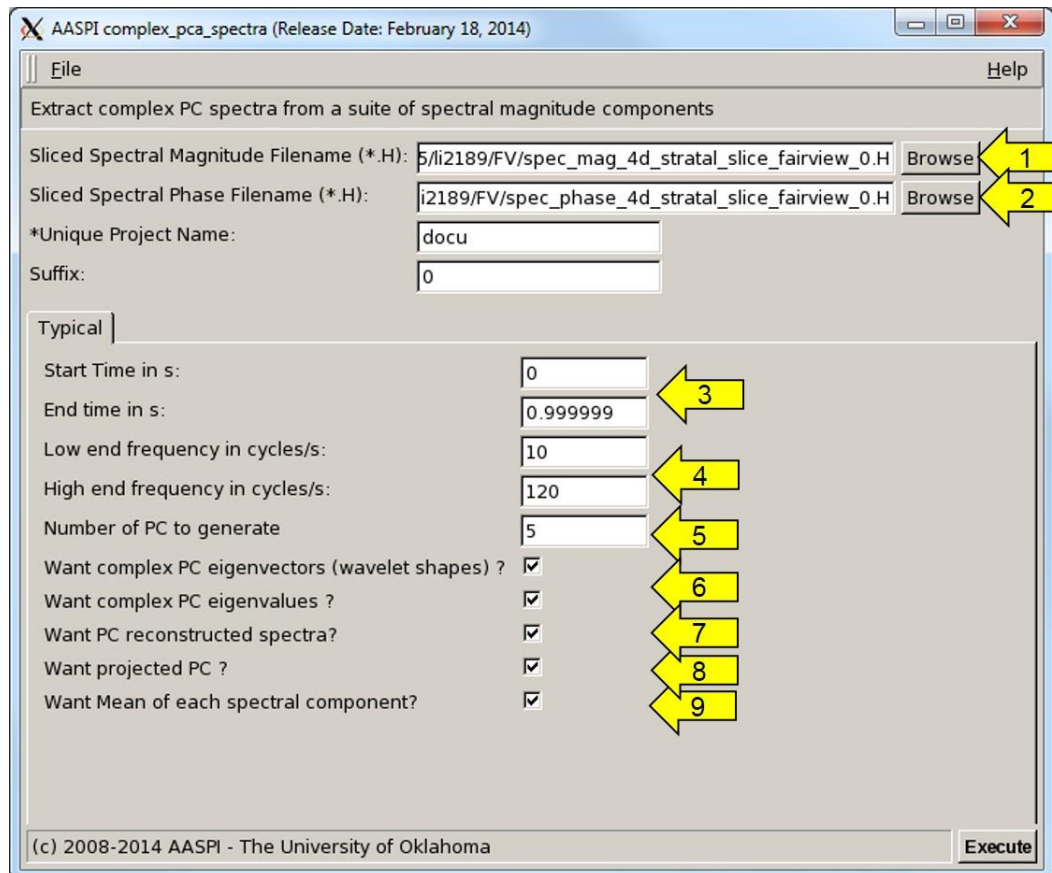 AASPI complex_pca_spectra (Release Date: February 18, 2014)
File Help
Extract complex PC spectra from a suite of spectral magnitude components
Sliced Spectral Magnitude Filename (*.H): 5/li2189/FV/spec_mag_4d_stratal_slice_fairview_0.H Browse 1
Sliced Spectral Phase Filename (*.H): i2189/FV/spec_phase_4d_stratal_slice_fairview_0.H Browse 2
*Unique Project Name: docu
Suffix: 0
Typical
Start Time in s: 0
3
End time in s: 0.999999
Low end frequency in cycles/s: 10
4
High end frequency in cycles/s: 120
Number of PC to generate 5 5
Want complex PC eigenvectors (wavelet shapes) ?
6
Want complex PC eigenvalues ?
Want PC reconstructed spectra? 7
Want projected PC ? 8
Want Mean of each spectral component? 9
(c) 2008-2014 AASPI - The University of Oklahoma Execute